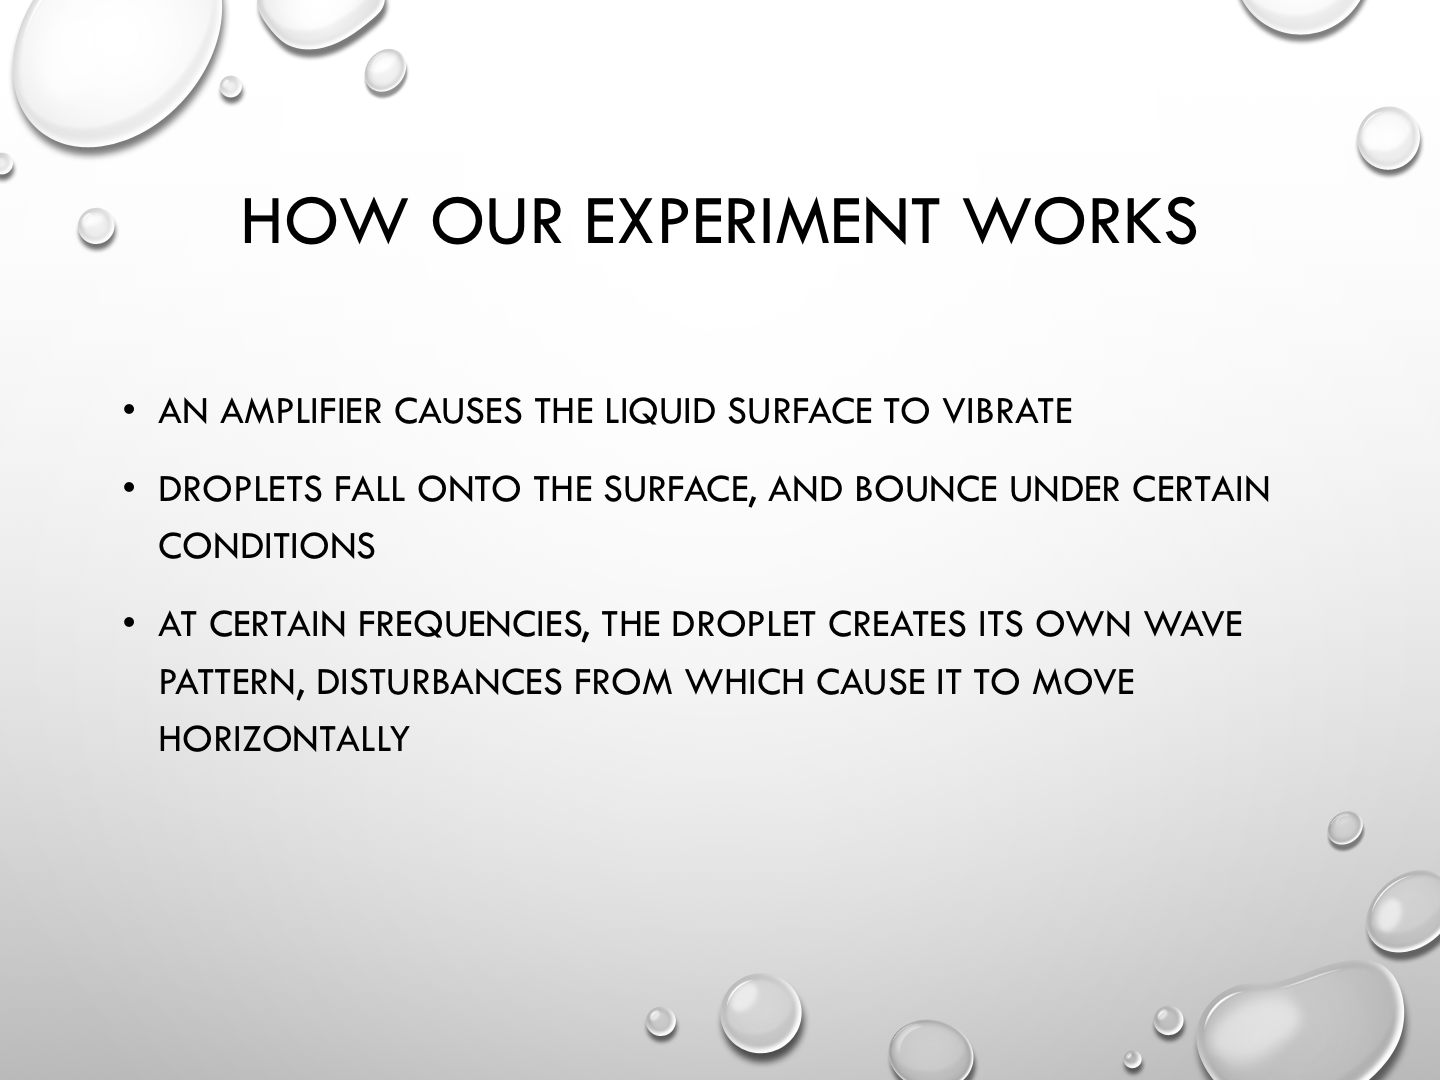 HOW OUR EXPERIMENT WORKS
• AN AMPLIFIER CAUSES THE LIQUID SURFACE TO VIBRATE
• DROPLETS FALL ONTO THE SURFACE, AND BOUNCE UNDER CERTAIN
CONDITIONS
• AT CERTAIN FREQUENCIES, THE DROPLET CREATES ITS OWN WAVE
PATTERN, DISTURBANCES FROM WHICH CAUSE IT TO MOVE
HORIZONTALLY